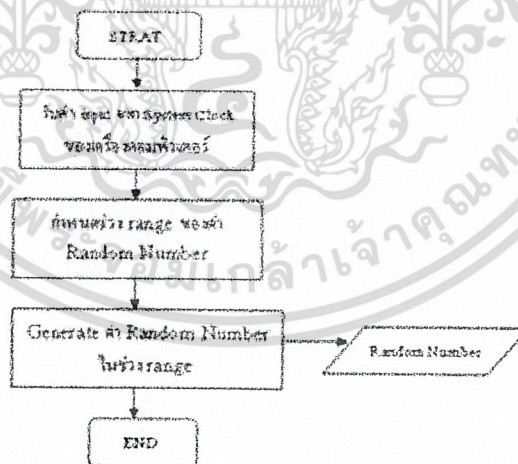 STRAT
รับค่า input จาก System Clock
ของเครื่องคอมพิวเตอร์
กำหนดช่วง range ของค่า
Random Number
Generate ค่า Random Number
ในช่วง range
Random Number
END